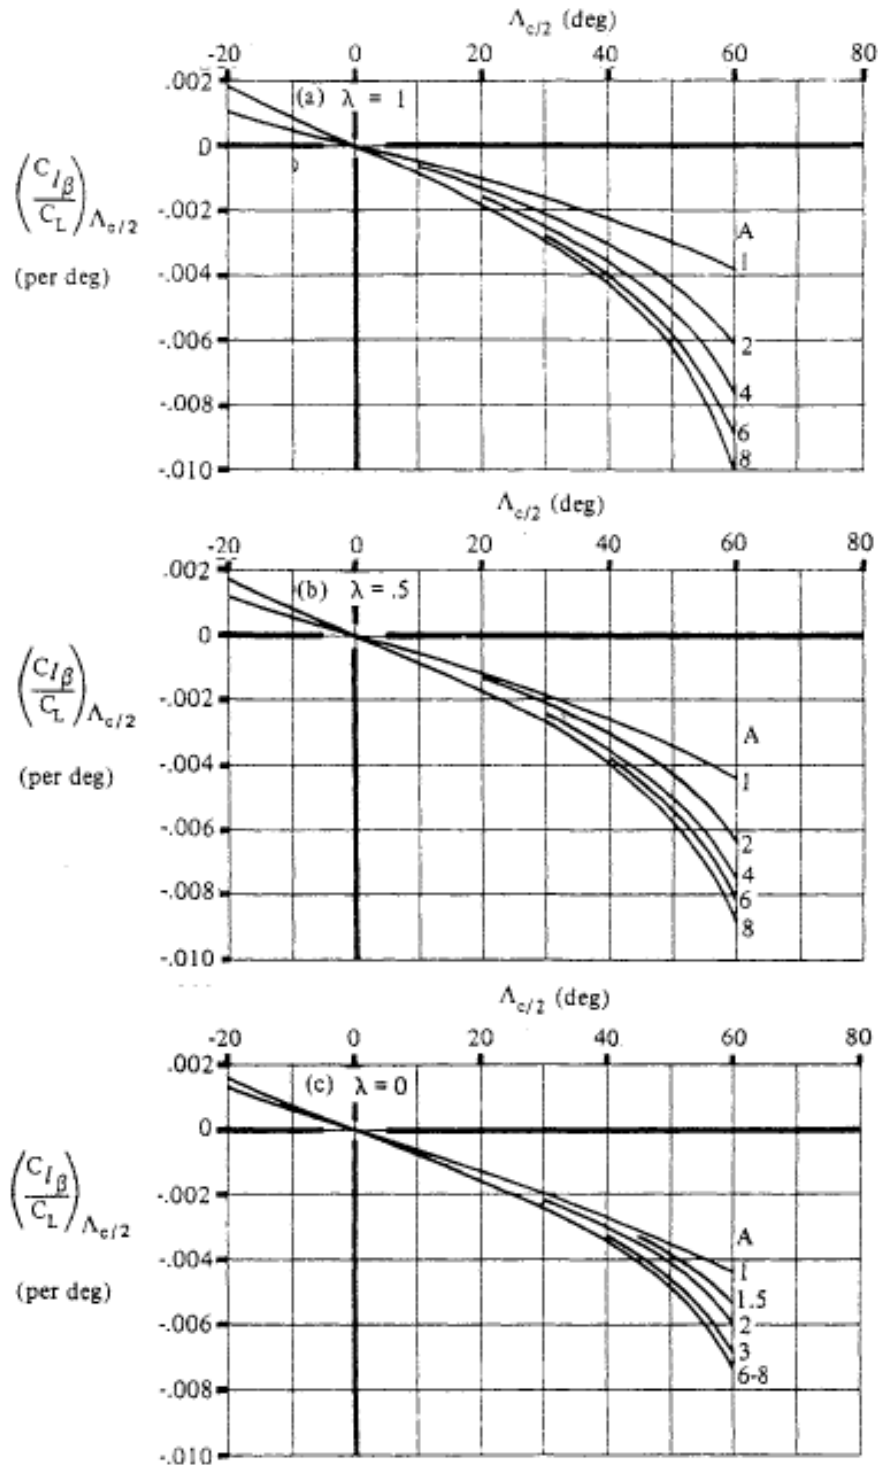 Λc/2 (deg)
-20 0 20 40 60 80
.002
(a) λ = 1
0
(Clβ/CL)Λc/2
-.002
A
1
(per deg)
-.004
-.006
2
4
-.008
6
8
-.010
Λc/2 (deg)
-20 0 20 40 60 80
.002
(b) λ = .5
0
(Clβ/CL)Λc/2
-.002
A
(per deg)
-.004
1
-.006
2
4
-.008
6
8
-.010
Λc/2 (deg)
-20 0 20 40 60 80
.002
(c) λ = 0
0
(Clβ/CL)Λc/2
-.002
A
-.004
1
(per deg)
1.5
-.006
2
3
6-8
-.008
-.010